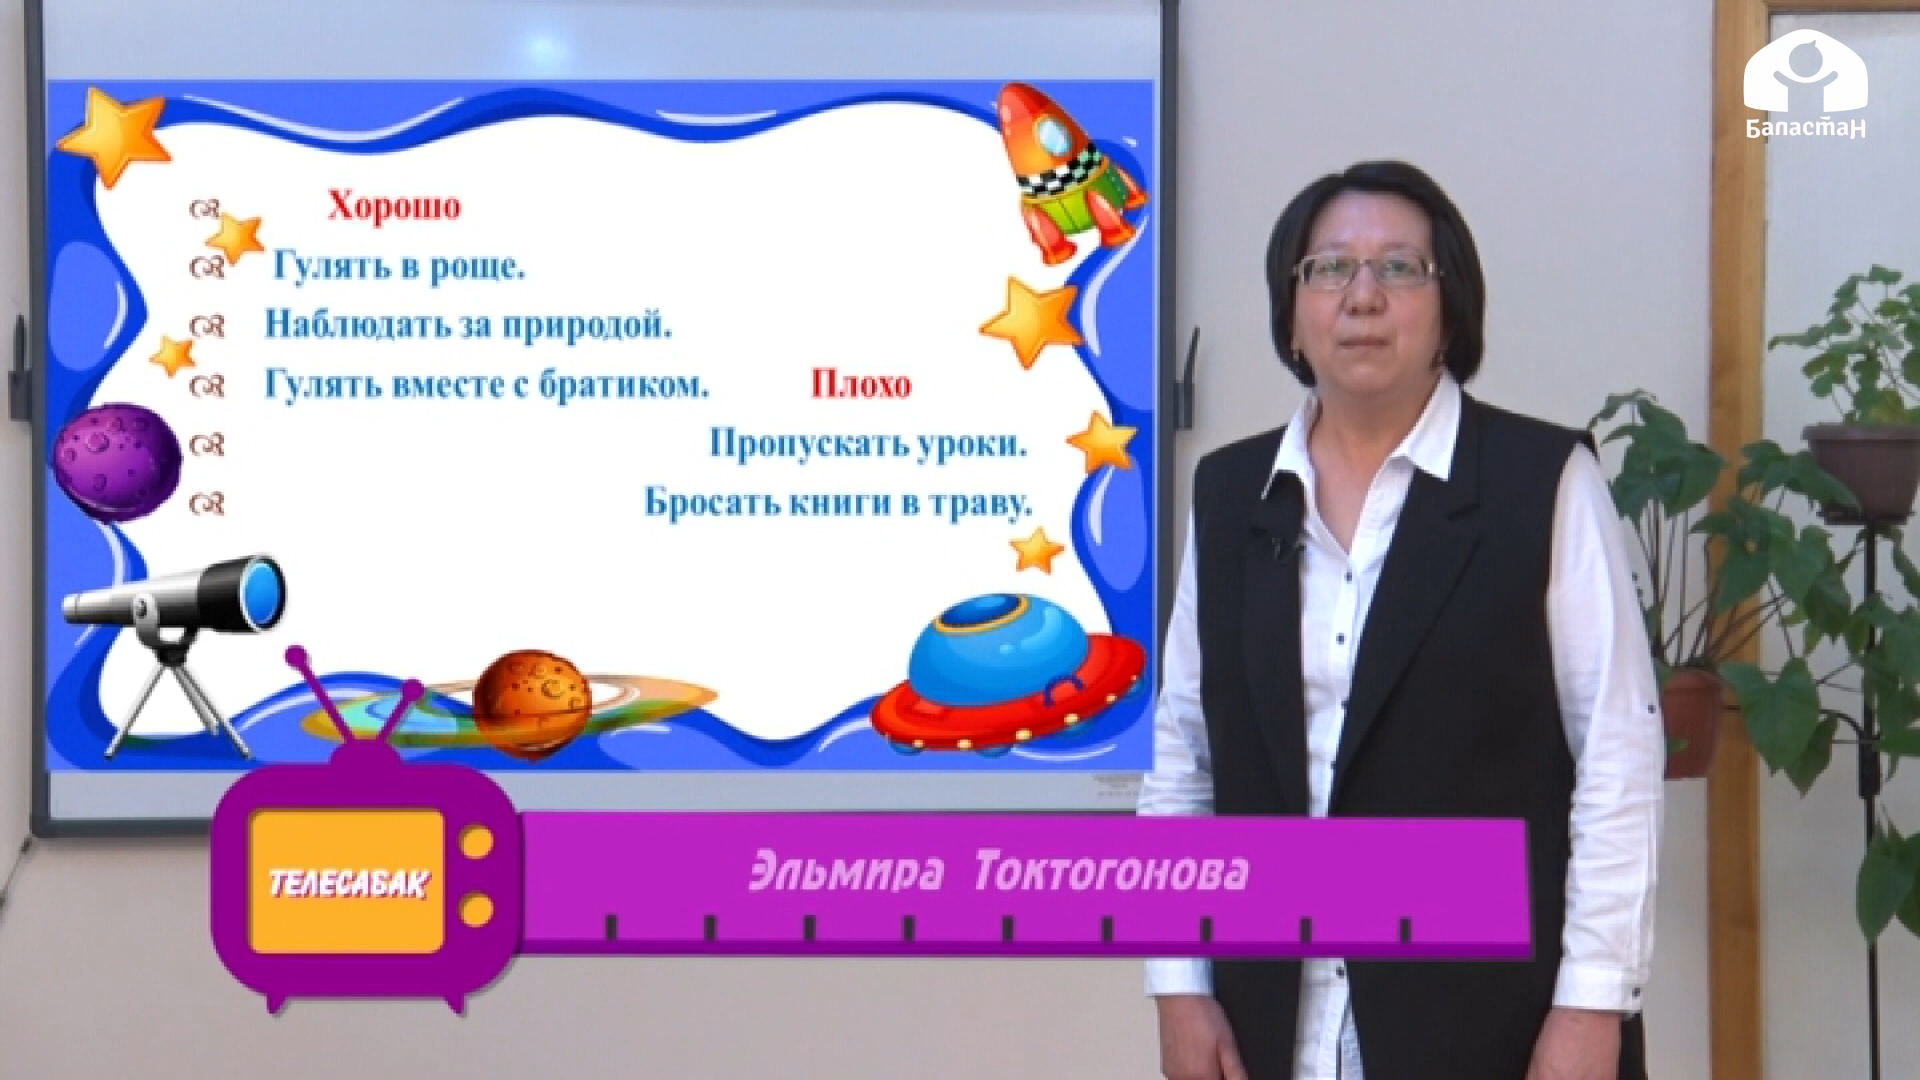 Баластан
Хорошо
Гулять в роще.
Наблюдать за природой.
Гулять вместе с братиком. Плохо
Пропускать уроки.
Бросать книги в траву.
ТЕЛЕСАБАК
Эльмира Токтогонова